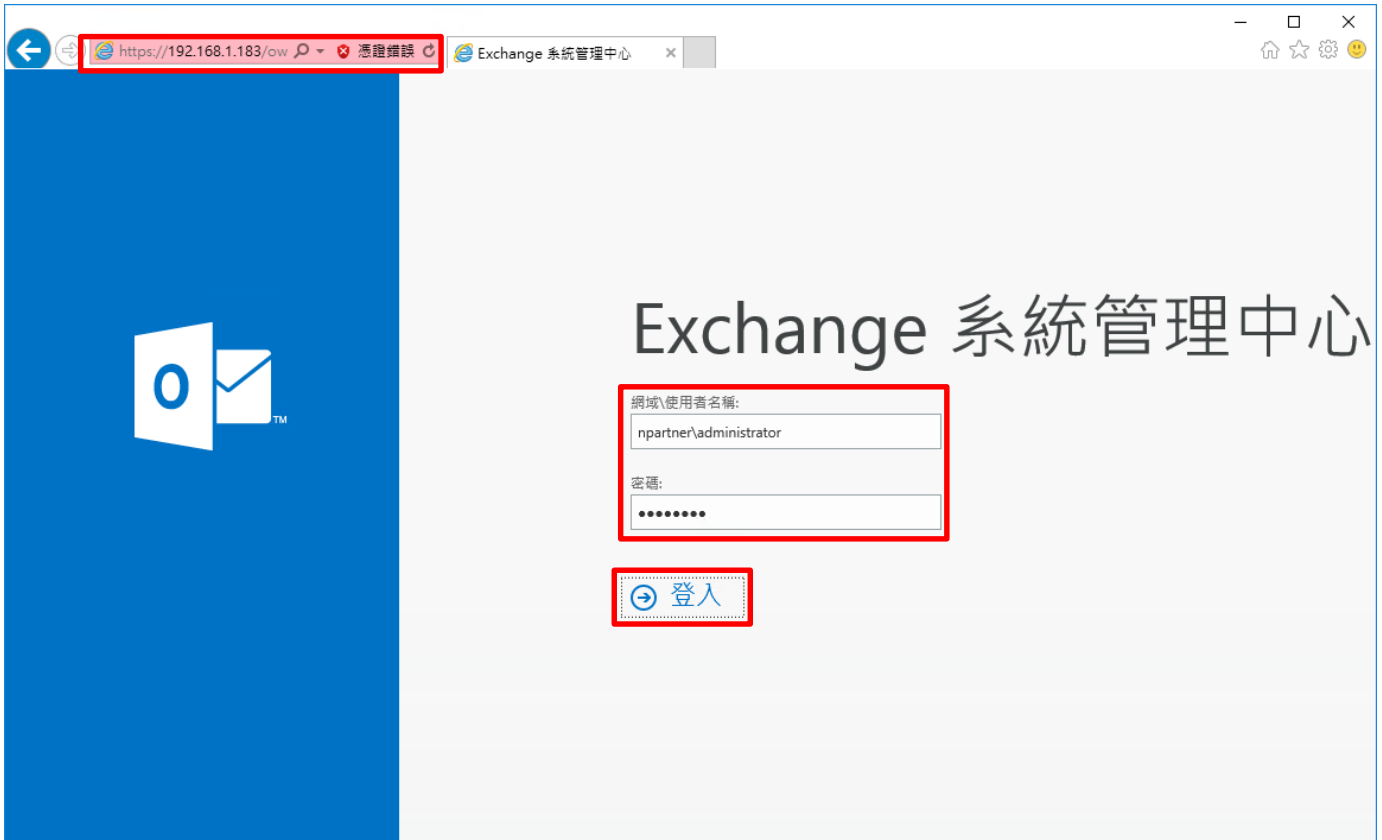 https://192.168.1.183/ow 憑證錯誤
Exchange 系統管理中心
O
TM
Exchange 系統管理中心
網域\使用者名稱:
npartner\administrator
密碼:
••••••••
登入